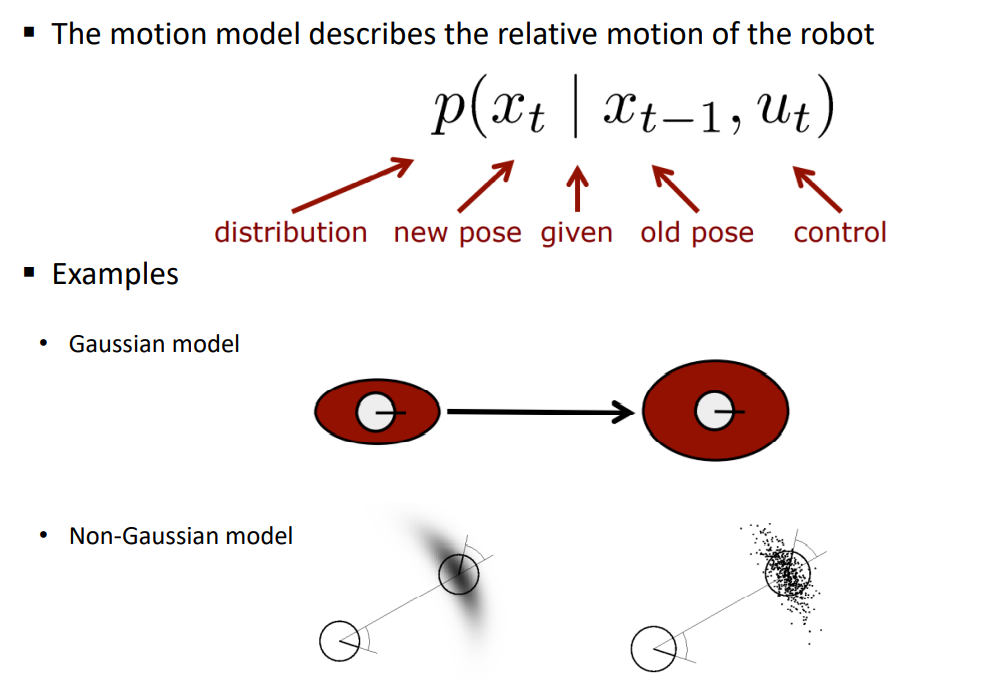 ▪ The motion model describes the relative motion of the robot
p(x_t | x_{t−1}, u_t)
distribution new pose given old pose control
▪ Examples
• Gaussian model
• Non-Gaussian model